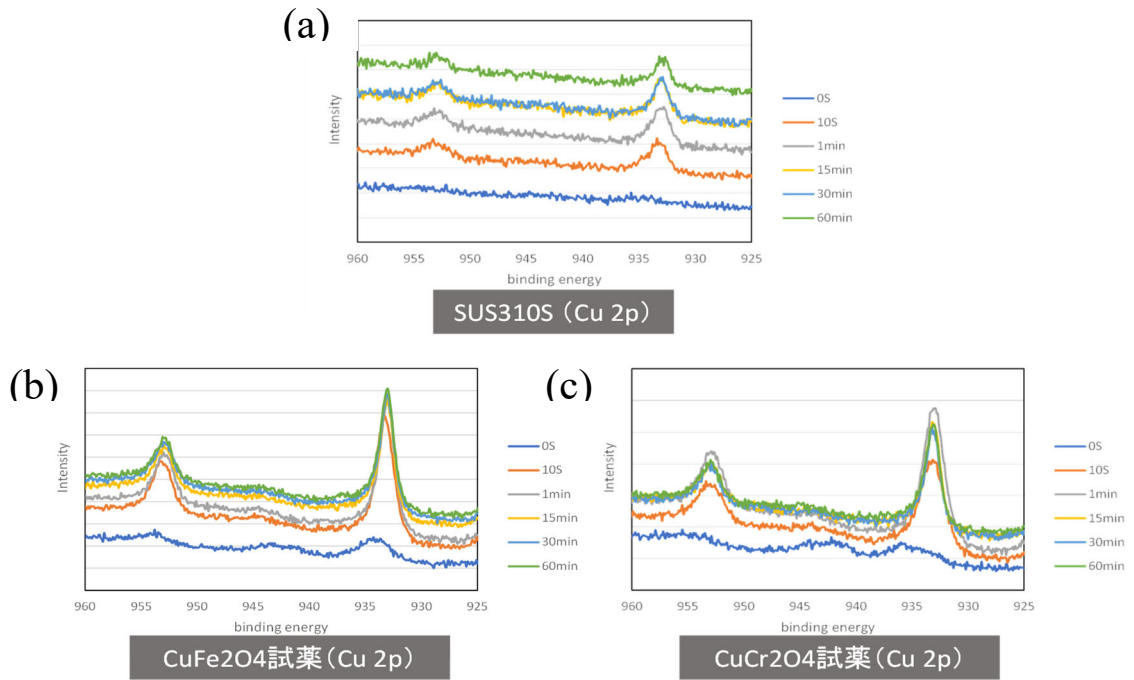 (a)
Intensity
0S
10S
1min
15min
30min
60min
960 955 950 945 940 935 930 925
binding energy
SUS310S（Cu 2p）
(b)
Intensity
0S
10S
1min
15min
30min
60min
960 955 950 945 940 935 930 925
binding energy
CuFe2O4試薬（Cu 2p）
(c)
Intensity
0S
10S
1min
15min
30min
60min
960 955 950 945 940 935 930 925
binding energy
CuCr2O4試薬（Cu 2p）